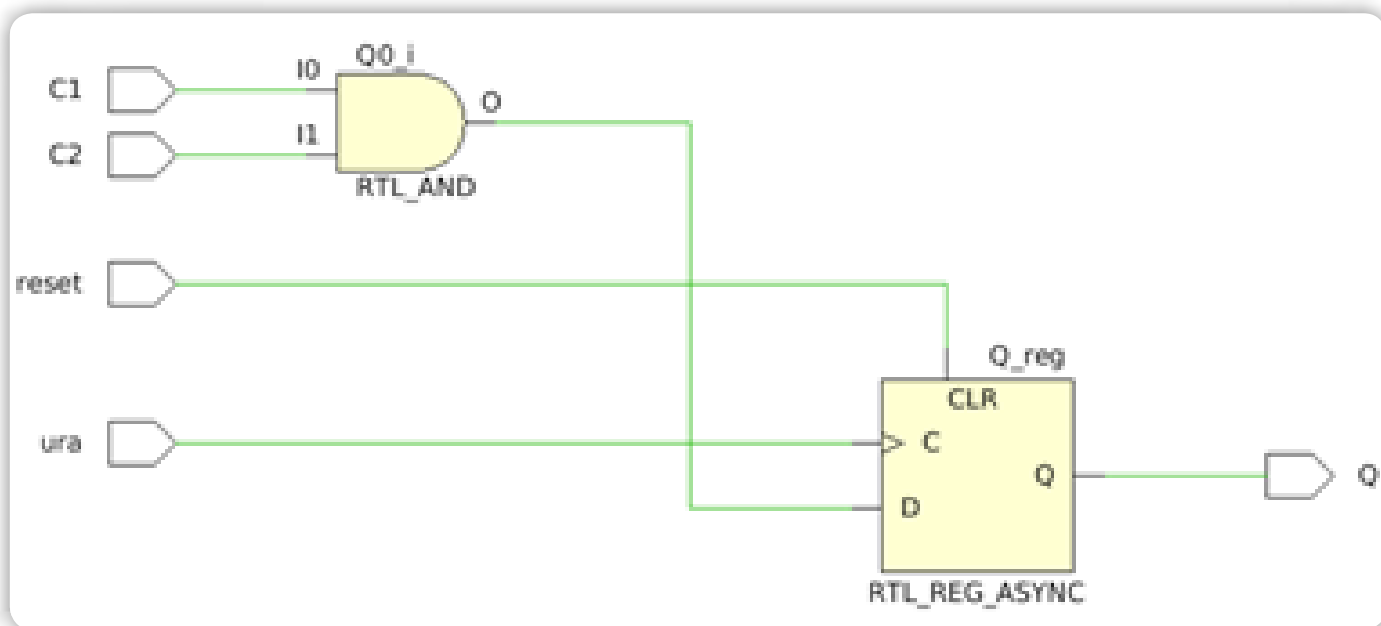 Q0_i
C1
I0
O
C2
I1
RTL_AND
reset
Q_reg
CLR
ura
C
Q
Q
D
RTL_REG_ASYNC